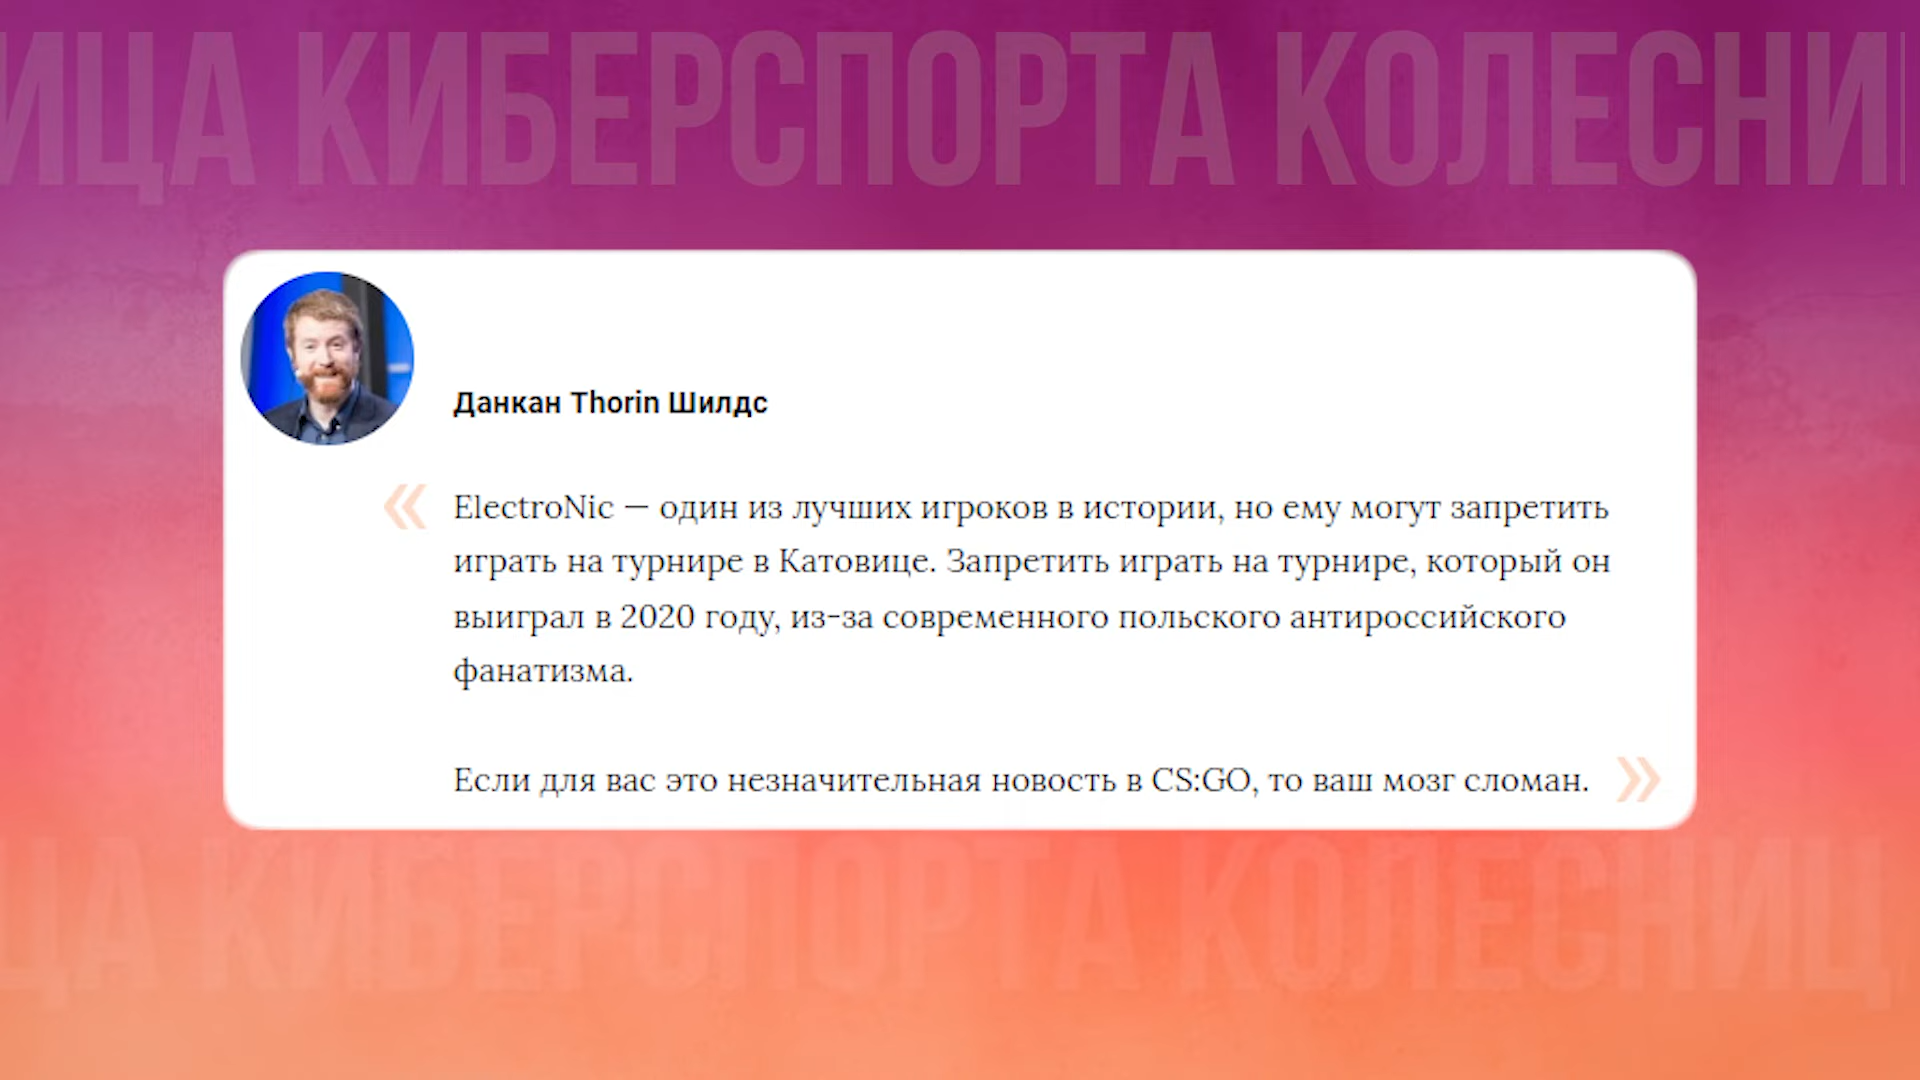 ИЦА КИБЕРСПОРТА КОЛЕСНИ
Данкан Thorin Шилдс
« ElectroNic — один из лучших игроков в истории, но ему могут запретить
играть на турнире в Катовице. Запретить играть на турнире, который он
выиграл в 2020 году, из-за современного польского антироссийского
фанатизма.
Если для вас это незначительная новость в CS:GO, то ваш мозг сломан. »
ЦА КИБЕРСПОРТА КОЛЕСНИЦ